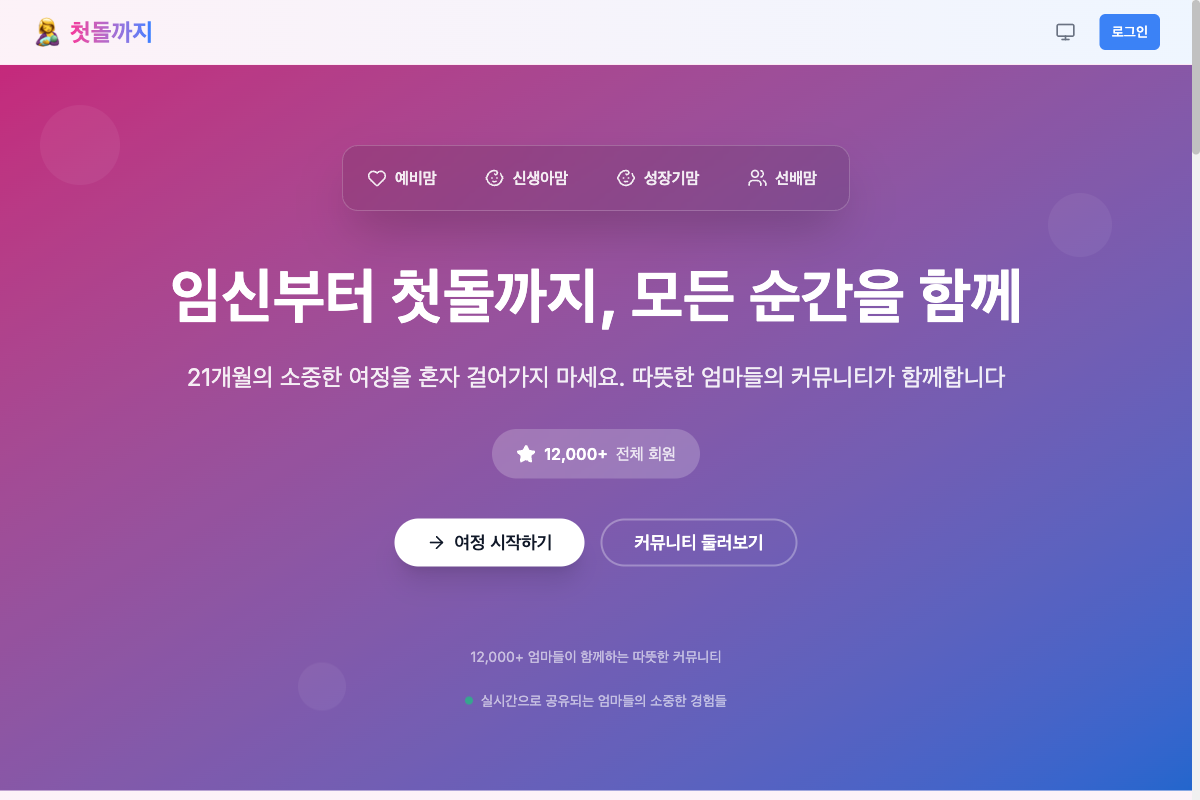 첫돌까지
로그인
예비맘
신생아맘
성장기맘
선배맘
임신부터 첫돌까지, 모든 순간을 함께
21개월의 소중한 여정을 혼자 걸어가지 마세요. 따뜻한 엄마들의 커뮤니티가 함께합니다
12,000+ 전체 회원
여정 시작하기
커뮤니티 둘러보기
12,000+ 엄마들이 함께하는 따뜻한 커뮤니티
실시간으로 공유되는 엄마들의 소중한 경험들